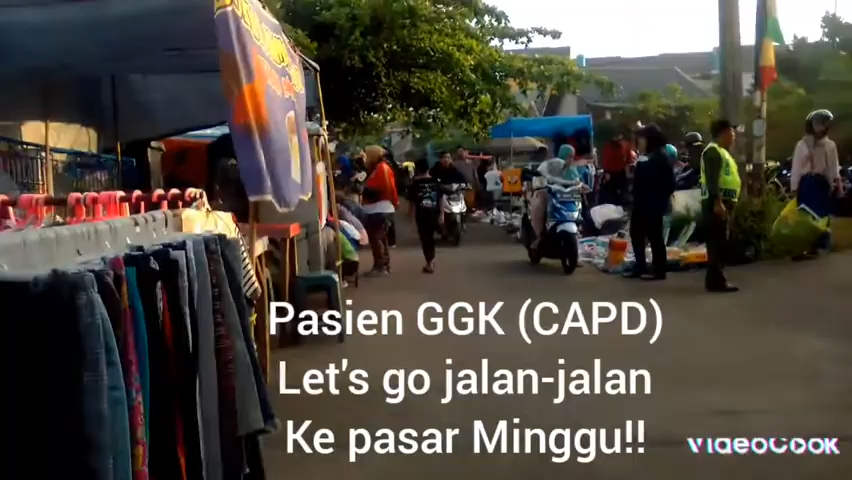 Pasien GGK (CAPD)
Let's go jalan-jalan
Ke pasar Minggu!!
VIDEOCOOK